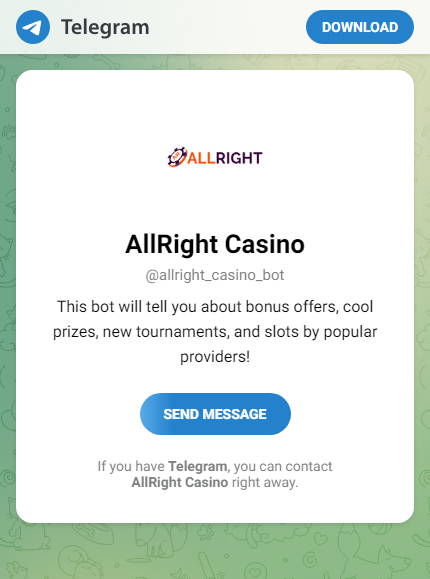 Telegram
DOWNLOAD
ALLRIGHT
AllRight Casino
@allright_casino_bot
This bot will tell you about bonus offers, cool
prizes, new tournaments, and slots by popular
providers!
SEND MESSAGE
If you have Telegram, you can contact
AllRight Casino right away.